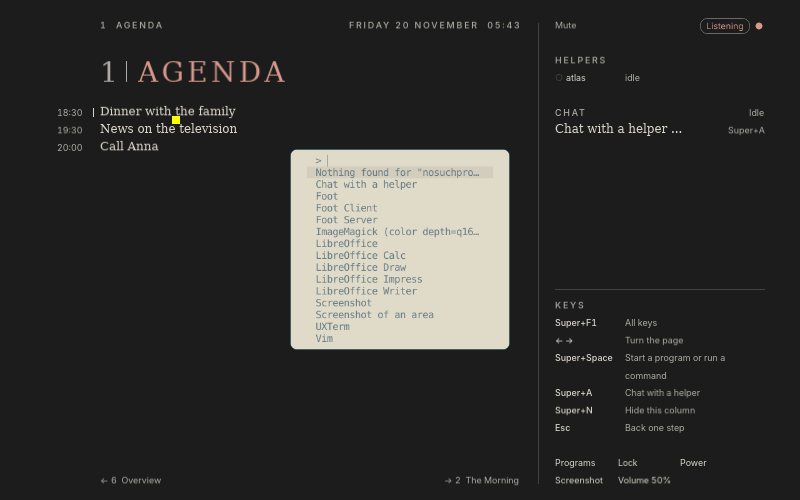 1 AGENDA
FRIDAY 20 NOVEMBER 05:43
1 AGENDA
18:30 Dinner with the family
19:30 News on the television
20:00 Call Anna
>
Nothing found for "nosuchpro…
Chat with a helper
Foot
Foot Client
Foot Server
ImageMagick (color depth=q16…
LibreOffice
LibreOffice Calc
LibreOffice Draw
LibreOffice Impress
LibreOffice Writer
Screenshot
Screenshot of an area
UXTerm
Vim
← 6 Overview
→ 2 The Morning
Mute
Listening
HELPERS
atlas idle
CHAT Idle
Chat with a helper ... Super+A
KEYS
Super+F1 All keys
← → Turn the page
Super+Space Start a program or run a
command
Super+A Chat with a helper
Super+N Hide this column
Esc Back one step
Programs Lock Power
Screenshot Volume 50%